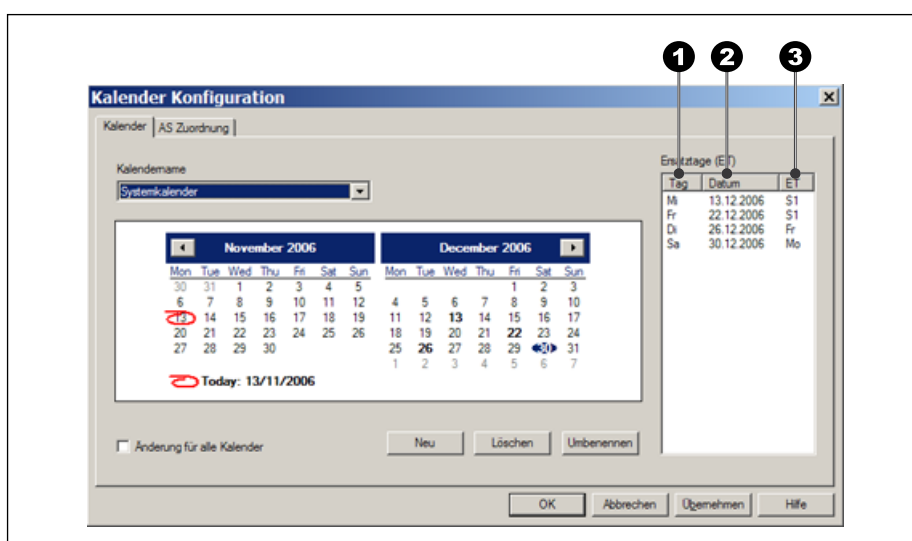 1 2 3
Kalender Konfiguration
Kalender AS Zuordnung
Kalendername
Systemkalender
November 2006
Mon Tue Wed Thu Fri Sat Sun
30 31 1 2 3 4 5
6 7 8 9 10 11 12
13 14 15 16 17 18 19
20 21 22 23 24 25 26
27 28 29 30
December 2006
Mon Tue Wed Thu Fri Sat Sun
1 2 3
4 5 6 7 8 9 10
11 12 13 14 15 16 17
18 19 20 21 22 23 24
25 26 27 28 29 30 31
1 2 3 4 5 6 7
Today: 13/11/2006
Änderung für alle Kalender
Neu Löschen Umbenennen
Ersatztage (ET)
Tag Datum ET
Mi 13.12.2006 S1
Fr 22.12.2006 S1
Di 26.12.2006 Fr
Sa 30.12.2006 Mo
OK Abbrechen Übernehmen Hilfe